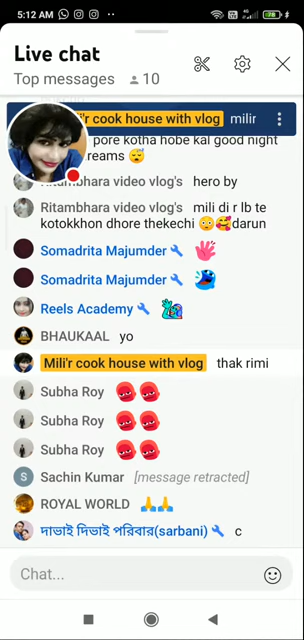 5:12 AM
Live chat
Top messages 10
Mili'r cook house with vlog milir
pore kotha hobe kal good night
reams 😴
Ritambhara video vlog's hero by
Ritambhara video vlog's mili di r lb te
kotokkhon dhore thekechi 😳🥰darun
Somadrita Majumder
Somadrita Majumder
Reels Academy
BHAUKAAL yo
Mili'r cook house with vlog thak rimi
Subha Roy
Subha Roy
Subha Roy
S Sachin Kumar [message retracted]
ROYAL WORLD 🙏🙏
দাভাই দিভাই পরিবার(sarbani) c
Chat...